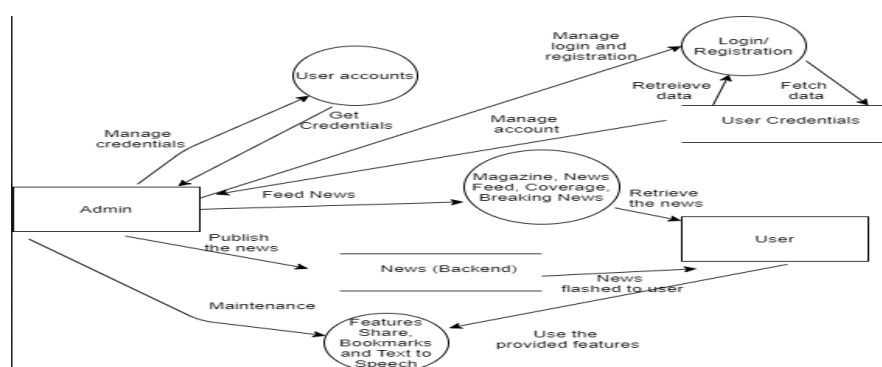 Manage
login and
registration
Login/
Registration
User accounts
Retreieve
data
Fetch
data
Get
Credentials
Manage
account
User Credentials
Manage
credentials
Magazine, News
Feed, Coverage,
Breaking News
Feed News
Retrieve
the news
Admin
Publish
the news
User
News (Backend)
News
flashed to user
Maintenance
Features
Share,
Bookmarks
and Text to
Speech
Use the
provided features